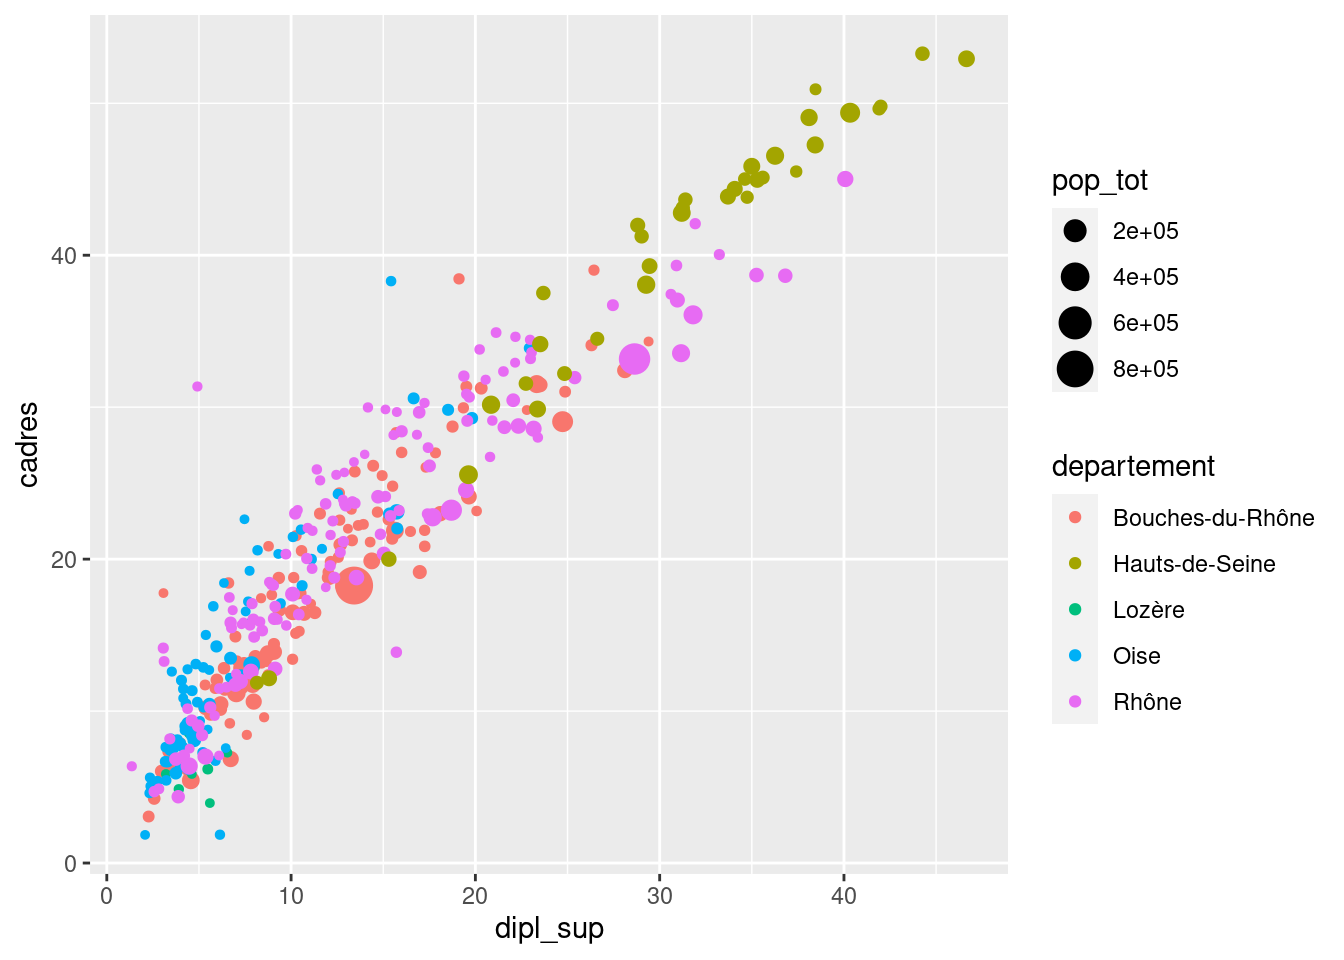 cadres
40
20
0
0 10 20 30 40
dipl_sup
pop_tot
2e+05
4e+05
6e+05
8e+05
departement
Bouches-du-Rhône
Hauts-de-Seine
Lozère
Oise
Rhône